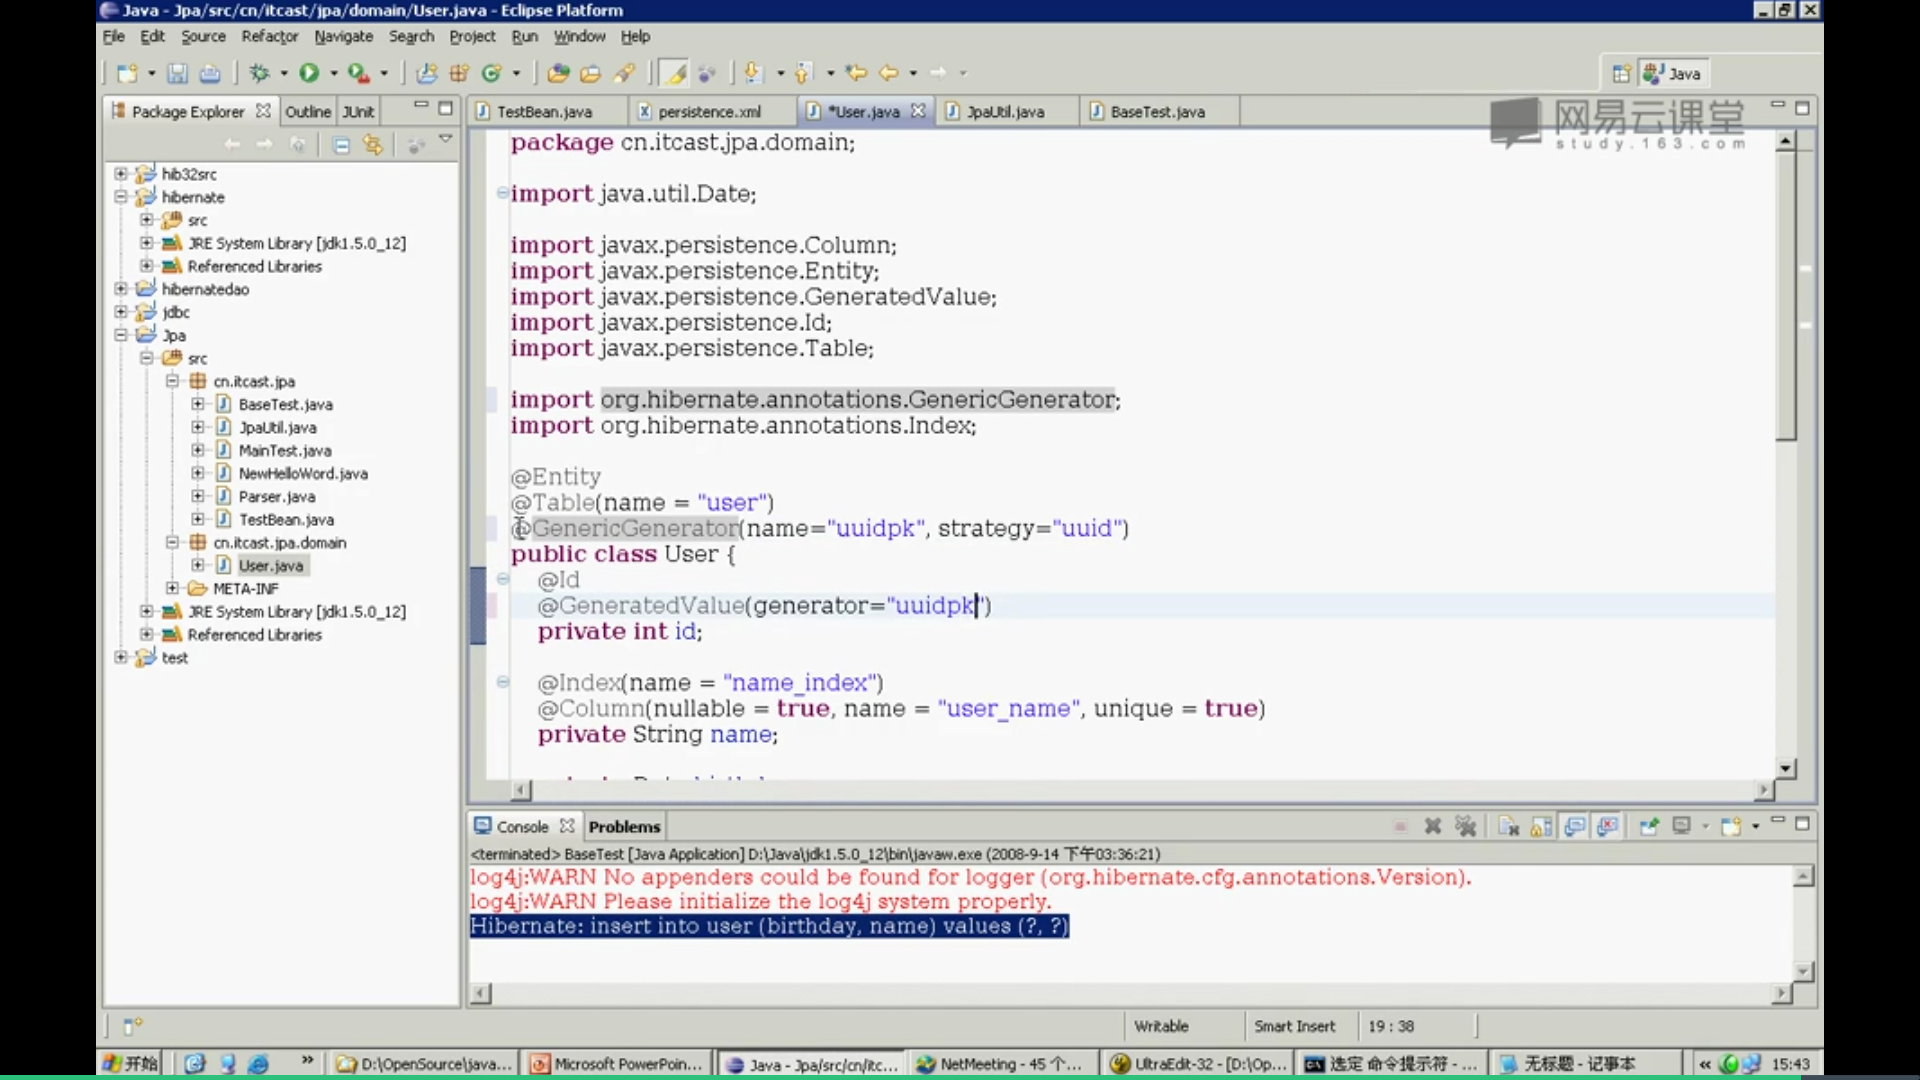 Java - Jpa/src/cn/itcast/jpa/domain/User.java - Eclipse Platform
File Edit Source Refactor Navigate Search Project Run Window Help
Java
Package Explorer Outline JUnit
TestBean.java persistence.xml *User.java JpaUtil.java BaseTest.java
网易云课堂
study.163.com
hib32src
hibernate
src
JRE System Library [jdk1.5.0_12]
Referenced Libraries
hibernatedao
jdbc
Jpa
src
cn.itcast.jpa
BaseTest.java
JpaUtil.java
MainTest.java
NewHelloWord.java
Parser.java
TestBean.java
cn.itcast.jpa.domain
User.java
META-INF
JRE System Library [jdk1.5.0_12]
Referenced Libraries
test
package cn.itcast.jpa.domain;
import java.util.Date;
import javax.persistence.Column;
import javax.persistence.Entity;
import javax.persistence.GeneratedValue;
import javax.persistence.Id;
import javax.persistence.Table;
import org.hibernate.annotations.GenericGenerator;
import org.hibernate.annotations.Index;
@Entity
@Table(name = "user")
@GenericGenerator(name="uuidpk", strategy="uuid")
public class User {
@Id
@GeneratedValue(generator="uuidpk")
private int id;
@Index(name = "name_index")
@Column(nullable = true, name = "user_name", unique = true)
private String name;
Console Problems
<terminated> BaseTest [Java Application] D:\Java\jdk1.5.0_12\bin\javaw.exe (2008-9-14 下午03:36:21)
log4j:WARN No appenders could be found for logger (org.hibernate.cfg.annotations.Version).
log4j:WARN Please initialize the log4j system properly.
Hibernate: insert into user (birthday, name) values (?, ?)
Writable Smart Insert 19 : 38
开始 » D:\OpenSource\java... Microsoft PowerPoin... Java - Jpa/src/cn/itc... NetMeeting - 45 个... UltraEdit-32 - [D:\Op... 选定 命令提示符 - ... 无标题 - 记事本 « 15:43